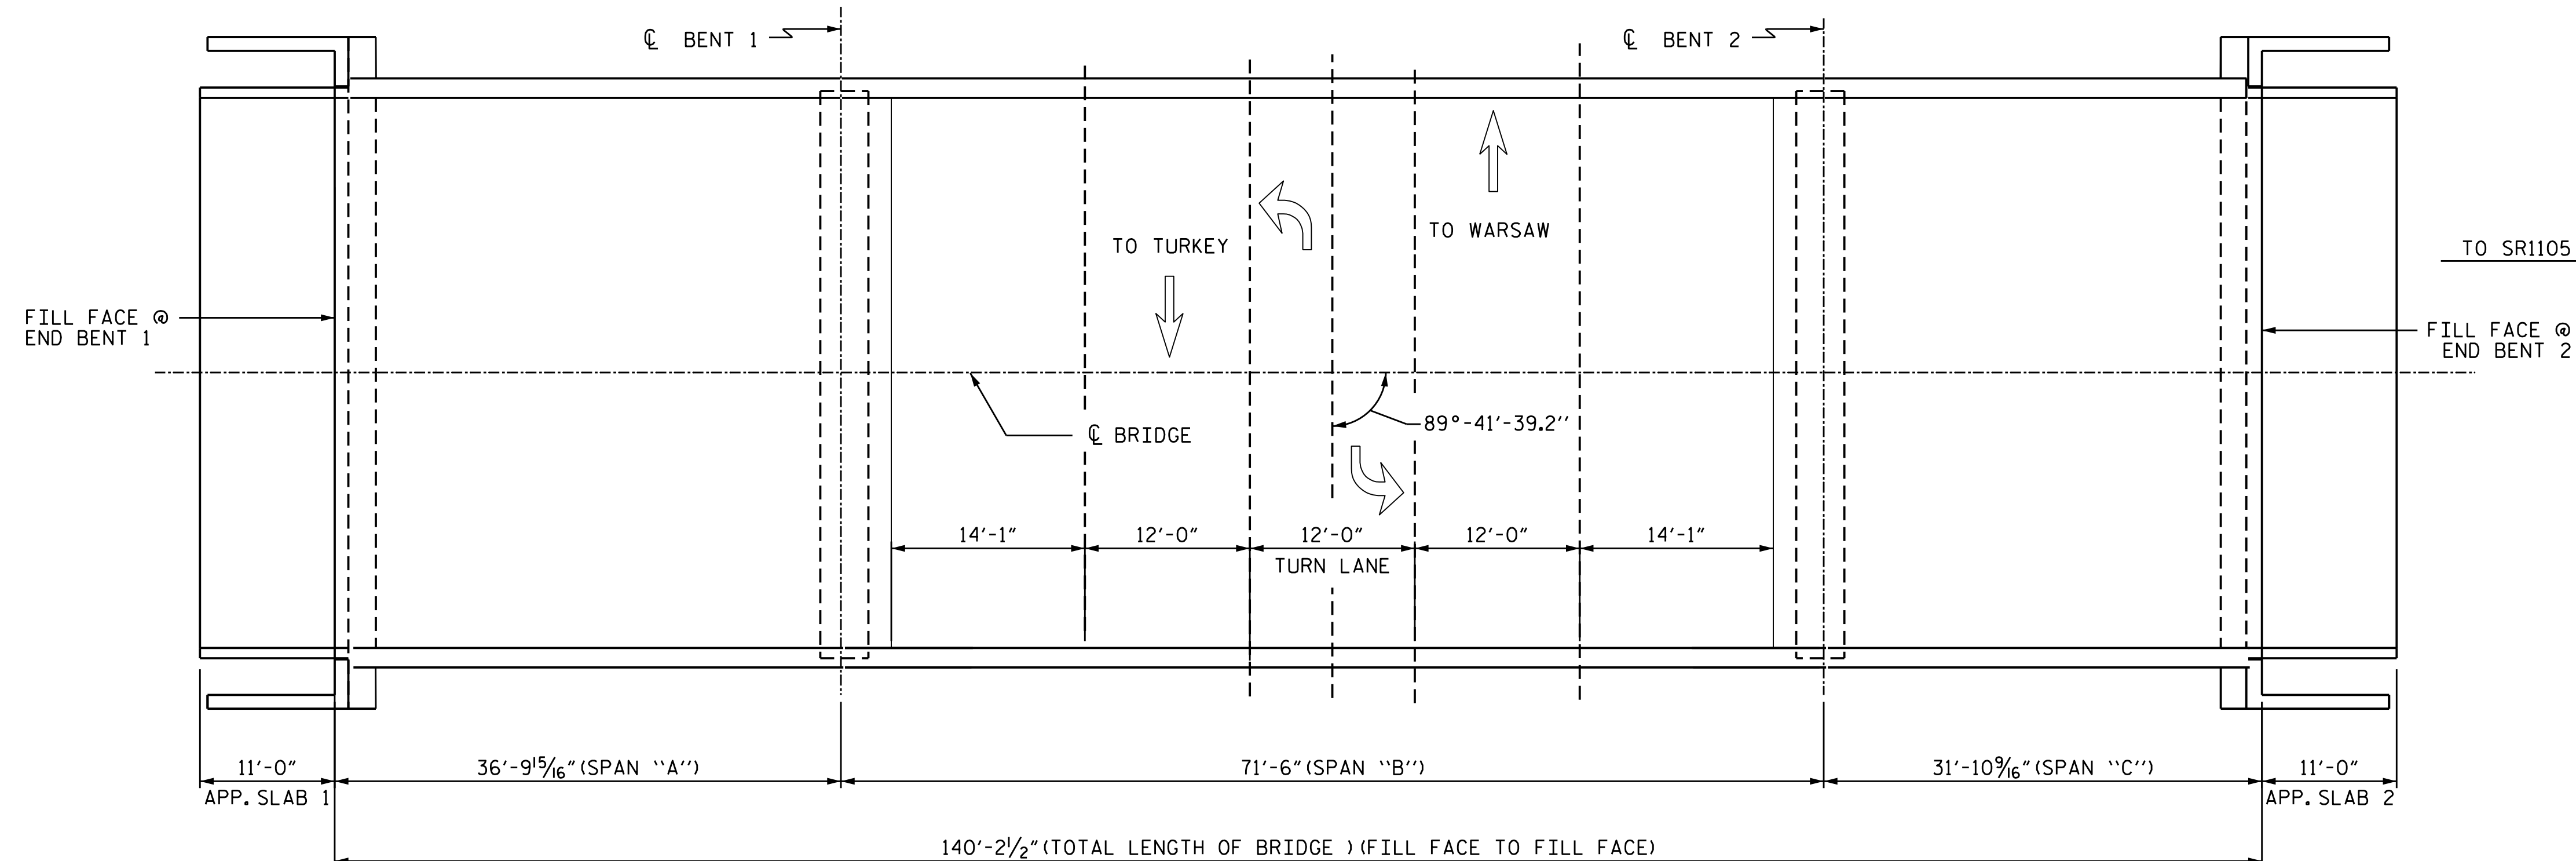 ℄ BENT 1
℄ BENT 2
TO WARSAW
TO TURKEY
TO SR1105
FILL FACE @
END BENT 1
FILL FACE @
END BENT 2
89°-41'-39.2''
℄ BRIDGE
14'-1"
12'-0"
12'-0"
12'-0"
14'-1"
TURN LANE
11'-0"
36'-9 15/16" (SPAN ``A'')
71'-6" (SPAN ``B'')
31'-10 9/16" (SPAN ``C'')
11'-0"
APP. SLAB 1
APP. SLAB 2
140'-2 1/2" (TOTAL LENGTH OF BRIDGE ) (FILL FACE TO FILL FACE)